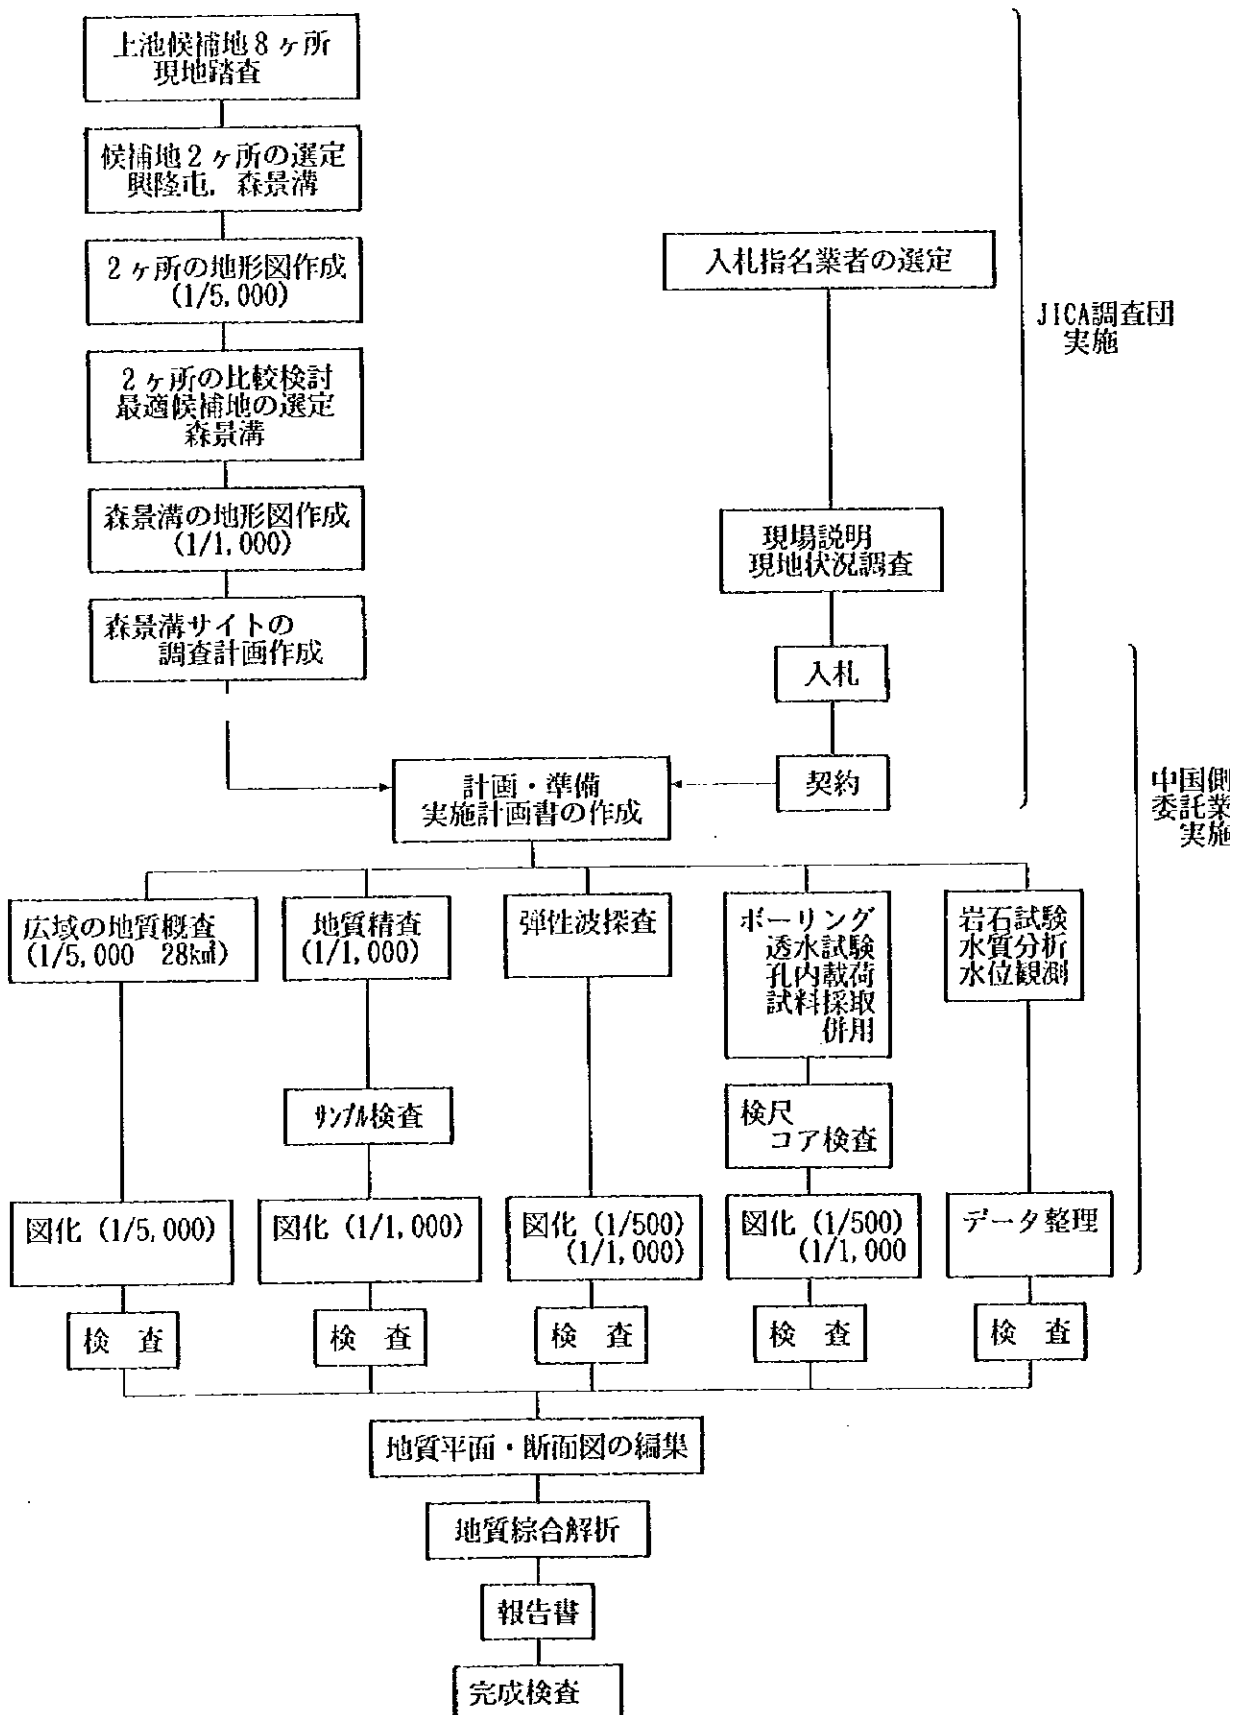 上池候補地8ヶ所
現地踏査
候補地2ヶ所の選定
興隆屯, 森景溝
2ヶ所の地形図作成
(1/5,000)
2ヶ所の比較検討
最適候補地の選定
森景溝
森景溝の地形図作成
(1/1,000)
森景溝サイトの
調査計画作成
入札指名業者の選定
現場説明
現地状況調査
入札
契約
JICA調査団
実施
計画・準備
実施計画書の作成
中国側
委託業
実施
広域の地質概査
(1/5,000 28km²)
地質精査
(1/1,000)
弾性波探査
ボーリング
透水試験
孔内載荷
試料採取
併用
岩石試験
水質分析
水位観測
サンプル検査
検尺
コア検査
図化 (1/5,000)
図化 (1/1,000)
図化 (1/500)
(1/1,000)
図化 (1/500)
(1/1,000
データ整理
検 査
検 査
検 査
検 査
検 査
地質平面・断面図の編集
地質綜合解析
報告書
完成検査